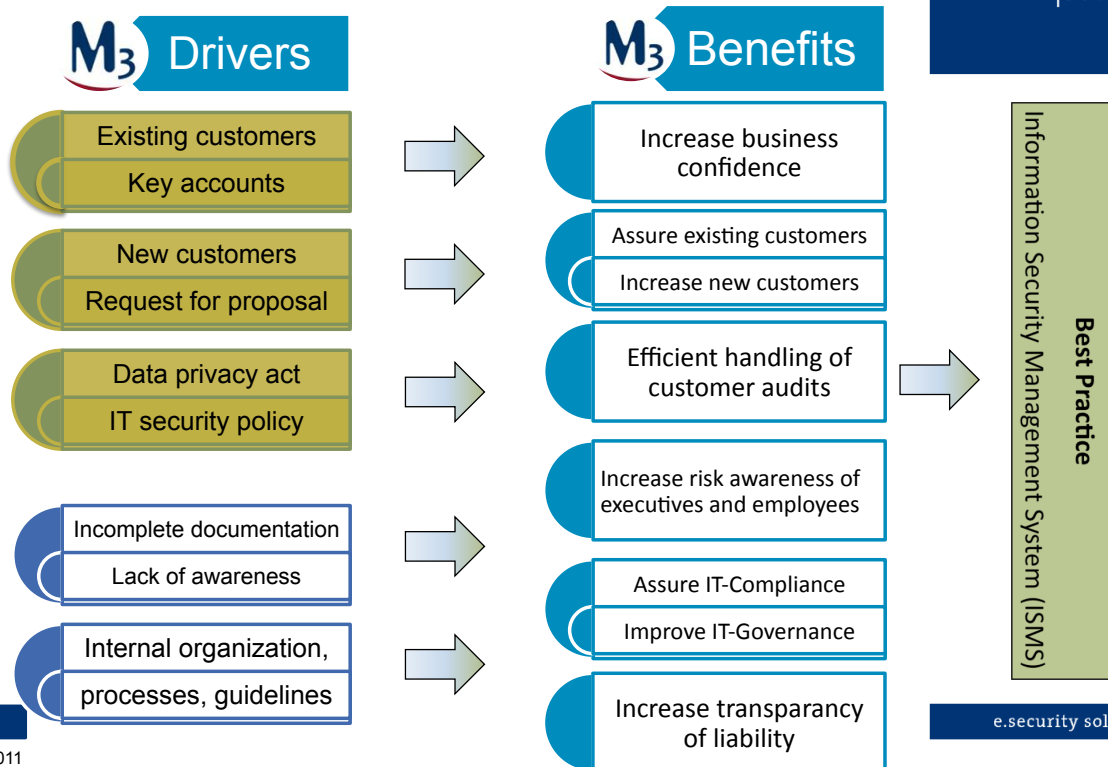 M3 Drivers
Existing customers
Key accounts
New customers
Request for proposal
Data privacy act
IT security policy
Incomplete documentation
Lack of awareness
Internal organization,
processes, guidelines
M3 Benefits
Increase business
confidence
Assure existing customers
Increase new customers
Efficient handling of
customer audits
Increase risk awareness of
executives and employees
Assure IT-Compliance
Improve IT-Governance
Increase transparancy
of liability
Best Practice
Information Security Management System (ISMS)
e.security sol
011